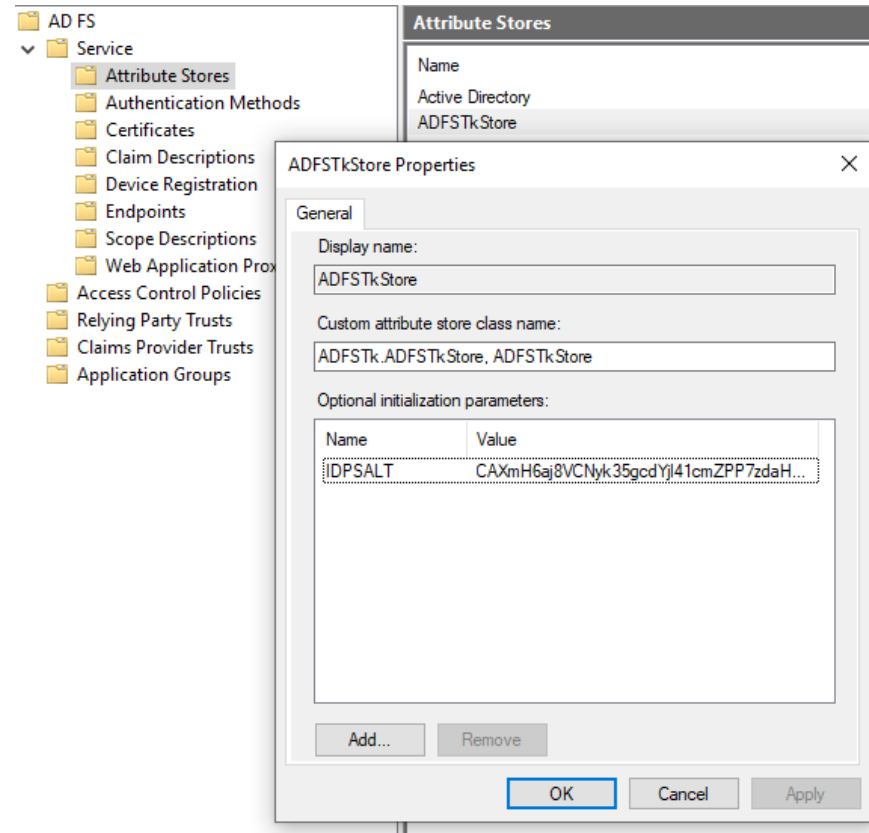 AD FS
Service
Attribute Stores
Authentication Methods
Certificates
Claim Descriptions
Device Registration
Endpoints
Scope Descriptions
Web Application Prox
Access Control Policies
Relying Party Trusts
Claims Provider Trusts
Application Groups
Attribute Stores
Name
Active Directory
ADFSTkStore
ADFSTkStore Properties
General
Display name:
ADFSTkStore
Custom attribute store class name:
ADFSTk.ADFSTkStore, ADFSTkStore
Optional initialization parameters:
Name Value
IDPSALT CAXmH6aj8VCNyk35gcdYjl41cmZPP7zdaH...
Add... Remove
OK Cancel Apply